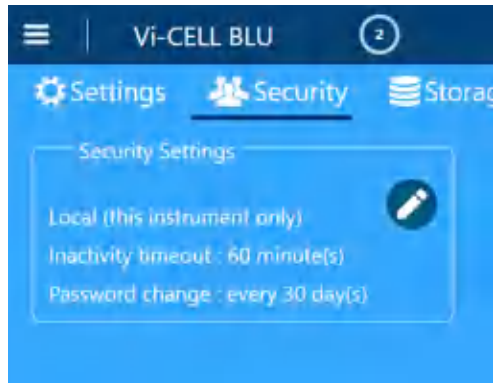 Vi-CELL BLU 2
Settings Security Storag
Security Settings
Local (this instrument only)
Inactivity timeout : 60 minute(s)
Password change : every 30 day(s)